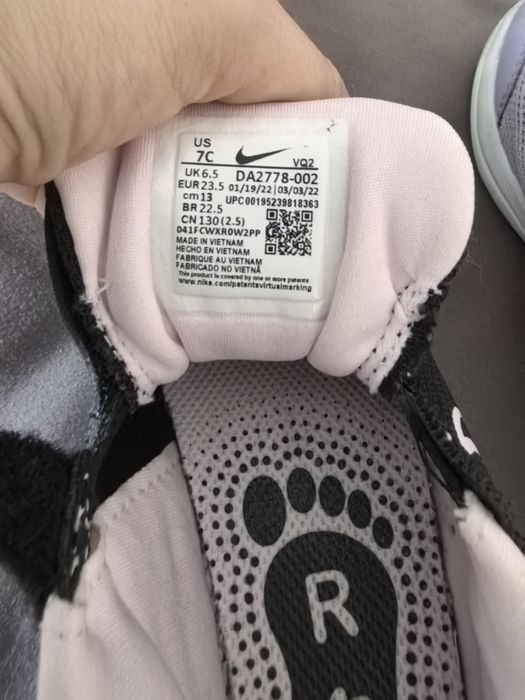 US
7C
VQ2
UK 6.5 DA2778-002
EUR 23.5 01/19/22 | 03/03/22
cm 13 UPC 00195239818363
BR 22.5
CN 130 (2.5)
041FCWXR0W2PP
MADE IN VIETNAM
HECHO EN VIETNAM
FABRIQUE AU VIETNAM
FABRICADO NO VIETNÃ
This product is covered by one or more patents
www.nike.com/patentsvirtualmarking
R